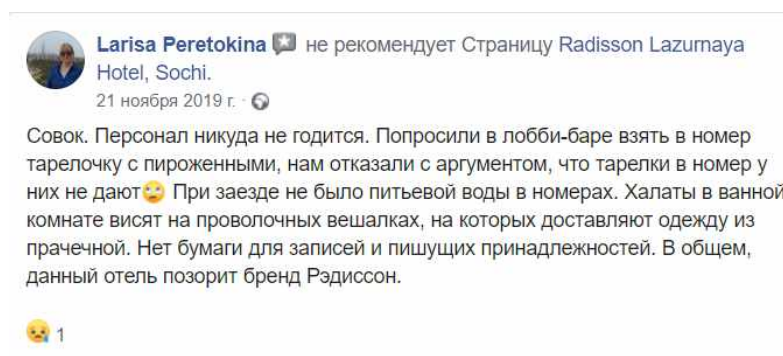 Larisa Peretokina не рекомендует Страницу Radisson Lazurnaya
Hotel, Sochi.
21 ноября 2019 г. ·
Совок. Персонал никуда не годится. Попросили в лобби-баре взять в номер
тарелочку с пироженными, нам отказали с аргументом, что тарелки в номер у
них не дают🙄 При заезде не было питьевой воды в номерах. Халаты в ванной
комнате висят на проволочных вешалках, на которых доставляют одежду из
прачечной. Нет бумаги для записей и пишущих принадлежностей. В общем,
данный отель позорит бренд Рэдиссон.
1